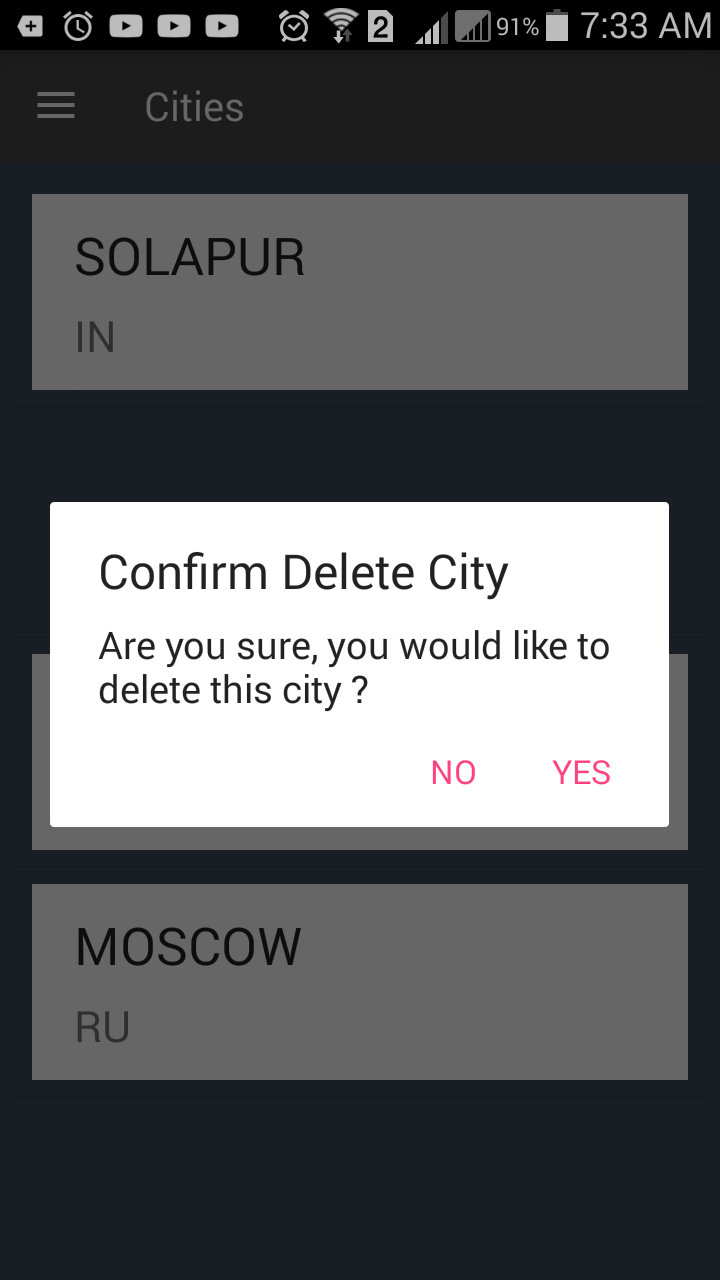 2 91% 7:33 AM
Cities
SOLAPUR
IN
Confirm Delete City
Are you sure, you would like to
delete this city ?
NO YES
MOSCOW
RU